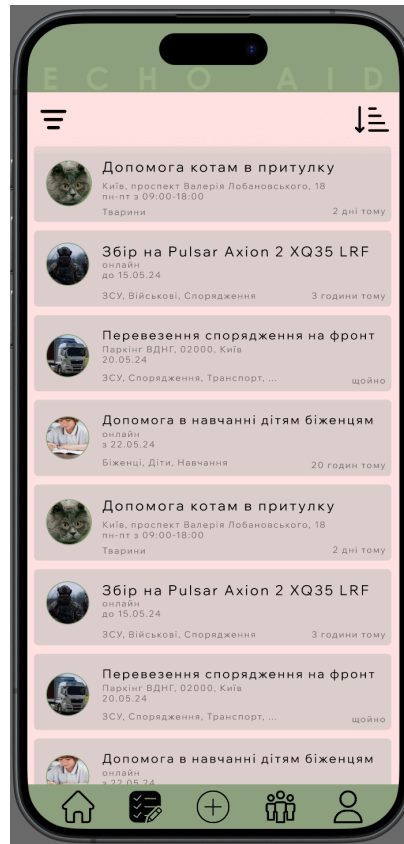 ECHO AID
Допомога котам в притулку
Київ, проспект Валерія Лобановського, 18
пн-пт з 09:00-18:00
Тварини 2 дні тому
Збір на Pulsar Axion 2 XQ35 LRF
онлайн
до 15.05.24
ЗСУ, Військові, Спорядження 3 години тому
Перевезення спорядження на фронт
Паркінг ВДНГ, 02000, Київ
20.05.24
ЗСУ, Спорядження, Транспорт, ... щойно
Допомога в навчанні дітям біженцям
онлайн
з 22.05.24
Біженці, Діти, Навчання 20 годин тому
Допомога котам в притулку
Київ, проспект Валерія Лобановського, 18
пн-пт з 09:00-18:00
Тварини 2 дні тому
Збір на Pulsar Axion 2 XQ35 LRF
онлайн
до 15.05.24
ЗСУ, Військові, Спорядження 3 години тому
Перевезення спорядження на фронт
Паркінг ВДНГ, 02000, Київ
20.05.24
ЗСУ, Спорядження, Транспорт, ... щойно
Допомога в навчанні дітям біженцям
онлайн
з 22.05.24